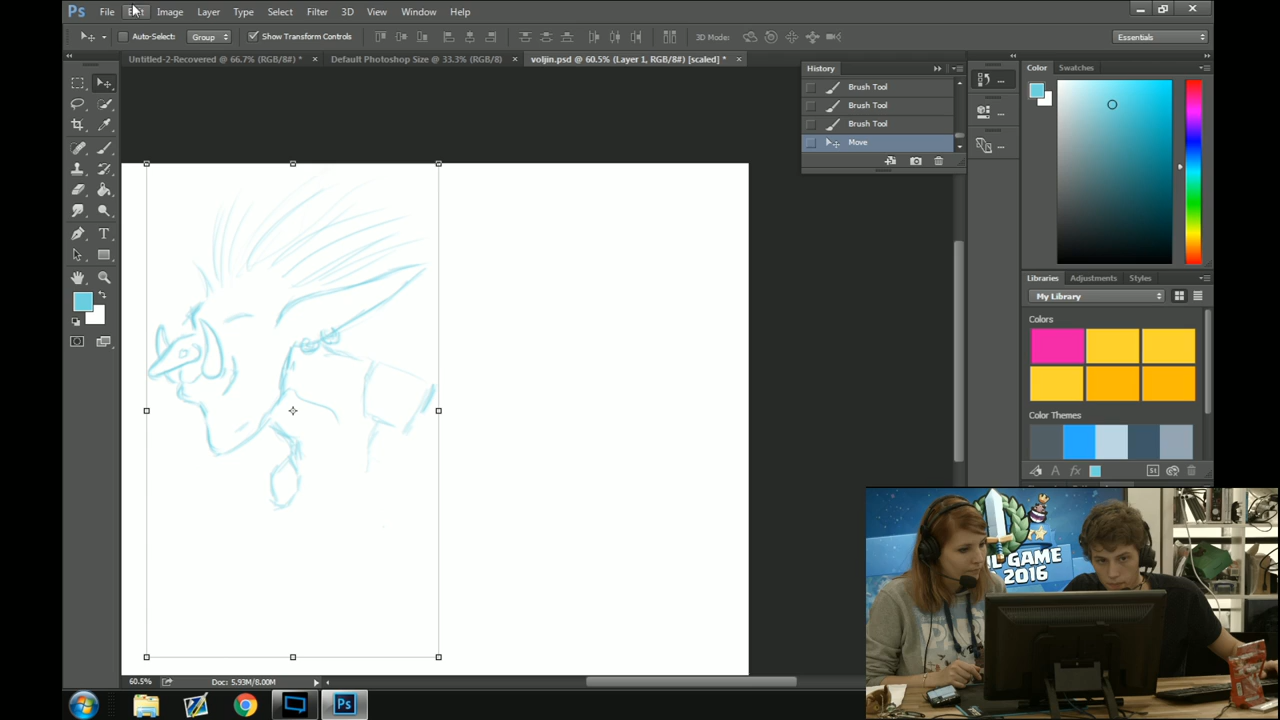 Ps File Edit Image Layer Type Select Filter 3D View Window Help
Auto-Select: Group Show Transform Controls 3D Mode: Essentials
Untitled-2-Recovered @ 66.7% (RGB/8#) * × Default Photoshop Size @ 33.3% (RGB/8) × voljin.psd @ 60.5% (Layer 1, RGB/8#) [scaled] * ×
History
Brush Tool
Brush Tool
Brush Tool
Move
Color Swatches
Libraries Adjustments Styles
My Library
Colors
Color Themes
60.5% Doc: 5.93M/8.00M
GAME
2016
Ps